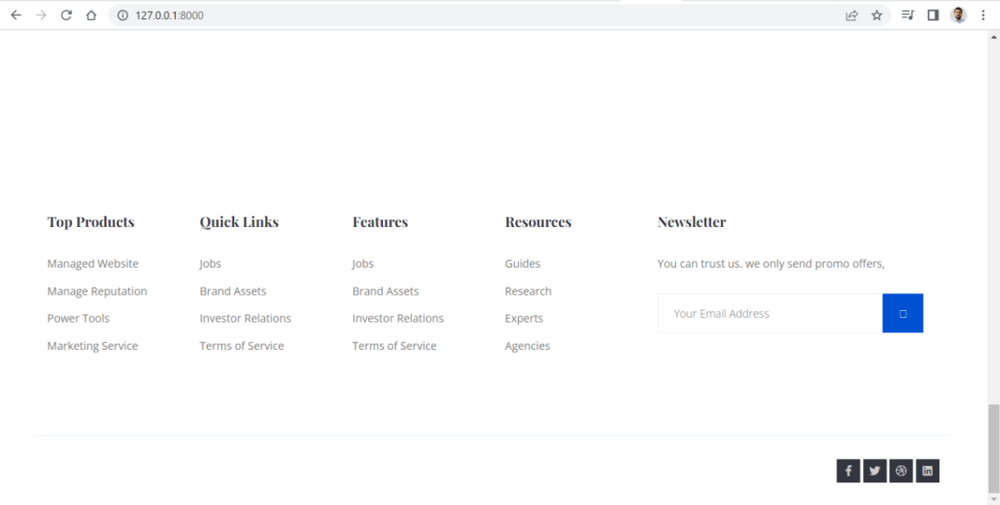 127.0.0.1:8000
Top Products
Managed Website
Manage Reputation
Power Tools
Marketing Service
Quick Links
Jobs
Brand Assets
Investor Relations
Terms of Service
Features
Jobs
Brand Assets
Investor Relations
Terms of Service
Resources
Guides
Research
Experts
Agencies
Newsletter
You can trust us. we only send promo offers,
Your Email Address